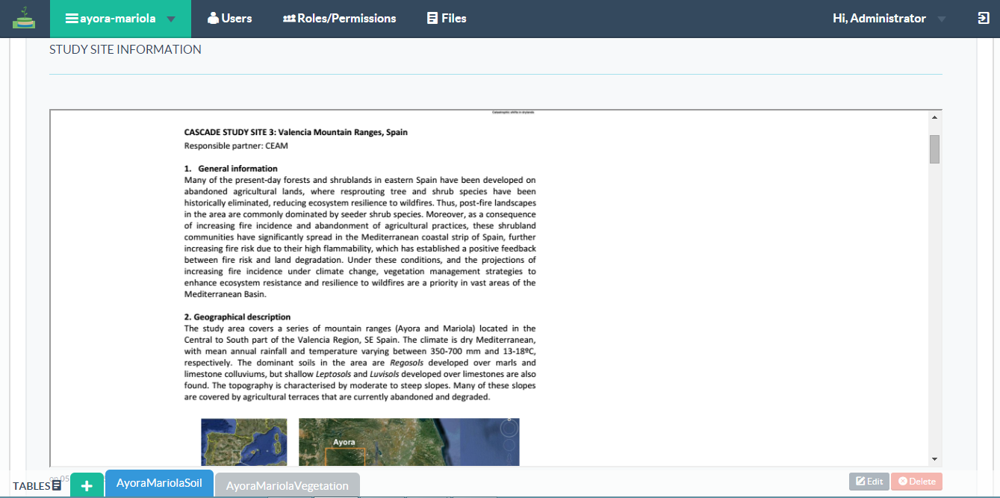 ayora-mariola
Users
Roles/Permissions
Files
Hi, Administrator
STUDY SITE INFORMATION
Catastrophic shifts in drylands
CASCADE STUDY SITE 3: Valencia Mountain Ranges, Spain
Responsible partner: CEAM
1. General information
Many of the present-day forests and shrublands in eastern Spain have been developed on
abandoned agricultural lands, where resprouting tree and shrub species have been
historically eliminated, reducing ecosystem resilience to wildfires. Thus, post-fire landscapes
in the area are commonly dominated by seeder shrub species. Moreover, as a consequence
of increasing fire incidence and abandonment of agricultural practices, these shrubland
communities have significantly spread in the Mediterranean coastal strip of Spain, further
increasing fire risk due to their high flammability, which has established a positive feedback
between fire risk and land degradation. Under these conditions, and the projections of
increasing fire incidence under climate change, vegetation management strategies to
enhance ecosystem resistance and resilience to wildfires are a priority in vast areas of the
Mediterranean Basin.
2. Geographical description
The study area covers a series of mountain ranges (Ayora and Mariola) located in the
Central to South part of the Valencia Region, SE Spain. The climate is dry Mediterranean,
with mean annual rainfall and temperature varying between 350-700 mm and 13-18ºC,
respectively. The dominant soils in the area are Regosols developed over marls and
limestone colluviums, but shallow Leptosols and Luvisols developed over limestones are also
found. The topography is characterised by moderate to steep slopes. Many of these slopes
are covered by agricultural terraces that are currently abandoned and degraded.
Ayora
on 05
TABLES
+
AyoraMariolaSoil
AyoraMariolaVegetation
Edit
Delete